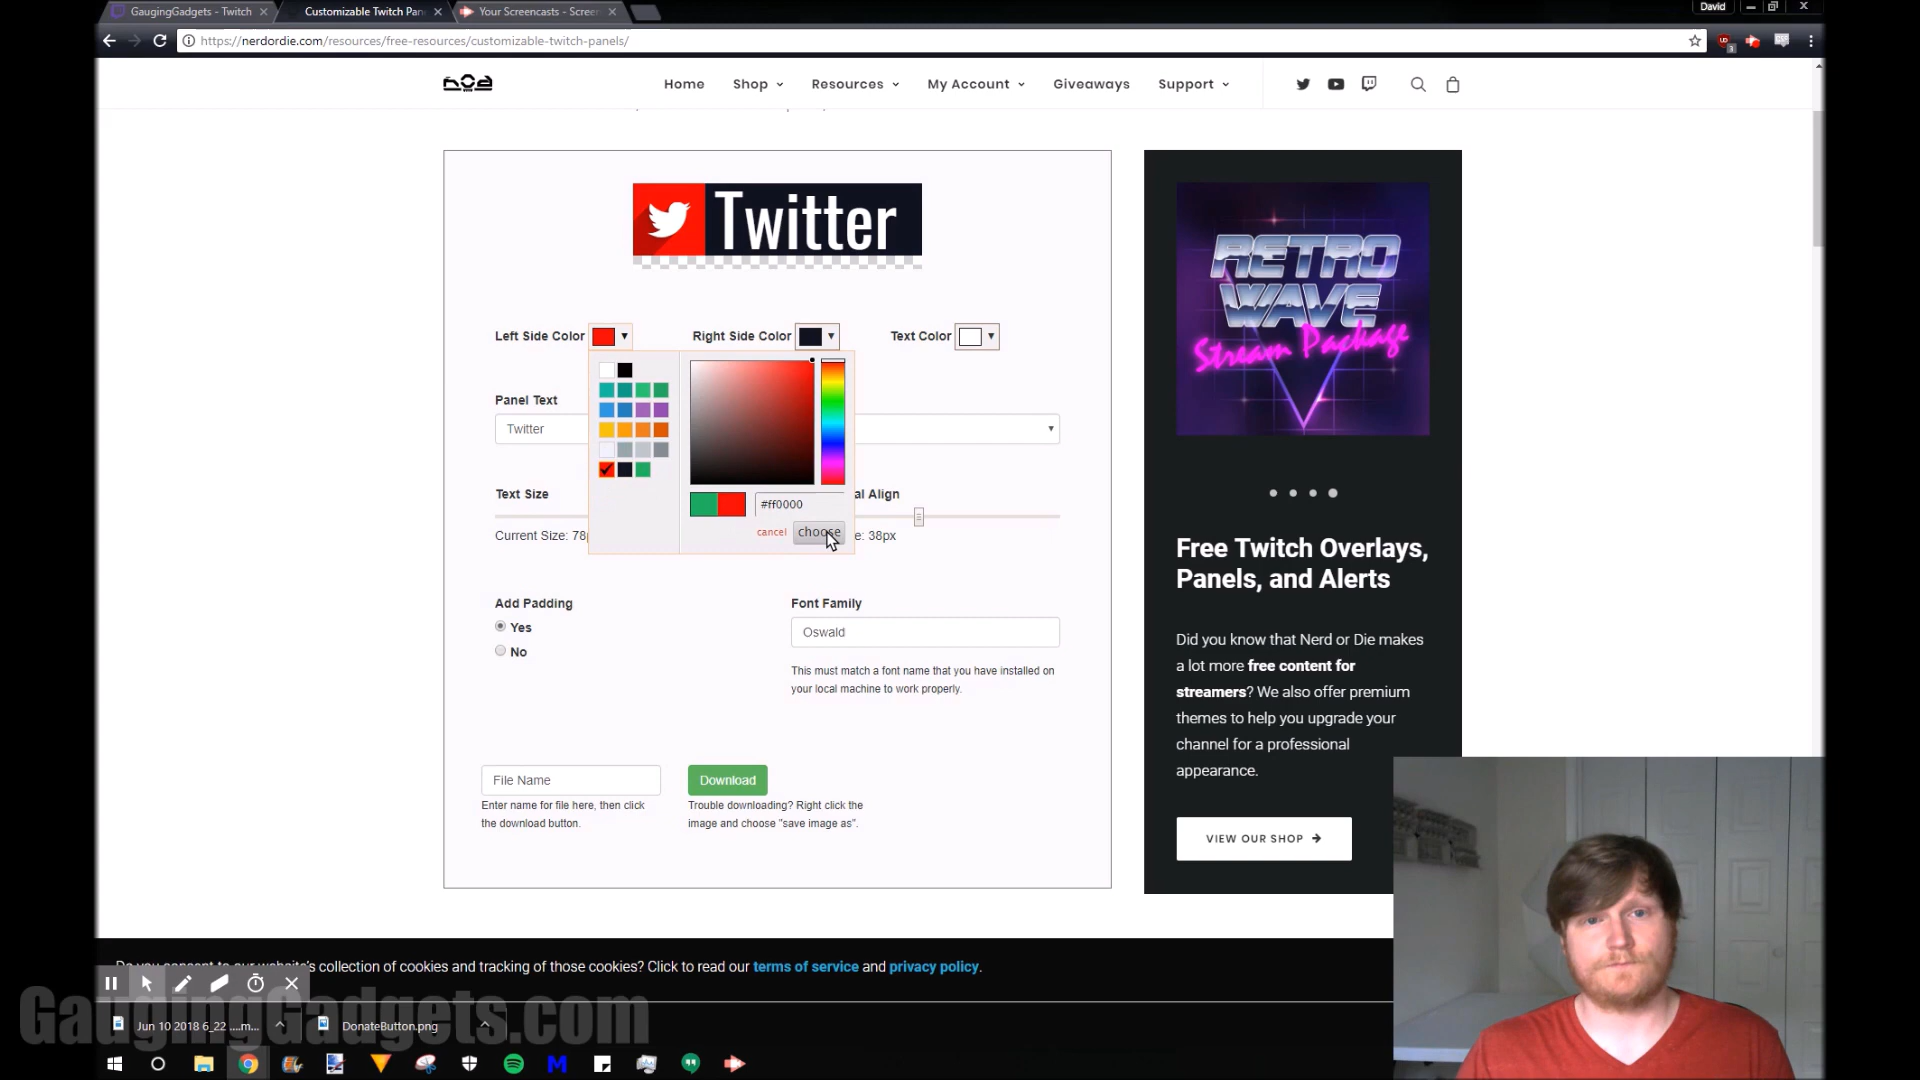 GaugingGadgets - Twitch
Customizable Twitch Pan
Your Screencasts - Screen
David
https://nerdordie.com/resources/free-resources/customizable-twitch-panels/
Home
Shop
Resources
My Account
Giveaways
Support
Twitter
RETRO
WAVE
Stream Package
Left Side Color
Right Side Color
Text Color
Panel Text
Twitter
#ff0000
cancel
choose
Text Size
al Align
Current Size: 78p
e: 38px
Add Padding
Yes
No
Font Family
Oswald
This must match a font name that you have installed on
your local machine to work properly.
File Name
Download
Enter name for file here, then click
the download button.
Trouble downloading? Right click the
image and choose "save image as".
Free Twitch Overlays,
Panels, and Alerts
Did you know that Nerd or Die makes
a lot more free content for
streamers? We also offer premium
themes to help you upgrade your
channel for a professional
appearance.
VIEW OUR SHOP
Do you consent to our website's collection of cookies and tracking of those cookies? Click to read our terms of service and privacy policy.
GaugingGadgets.com
Jun 10 2018 6_22 ....m...
DonateButton.png